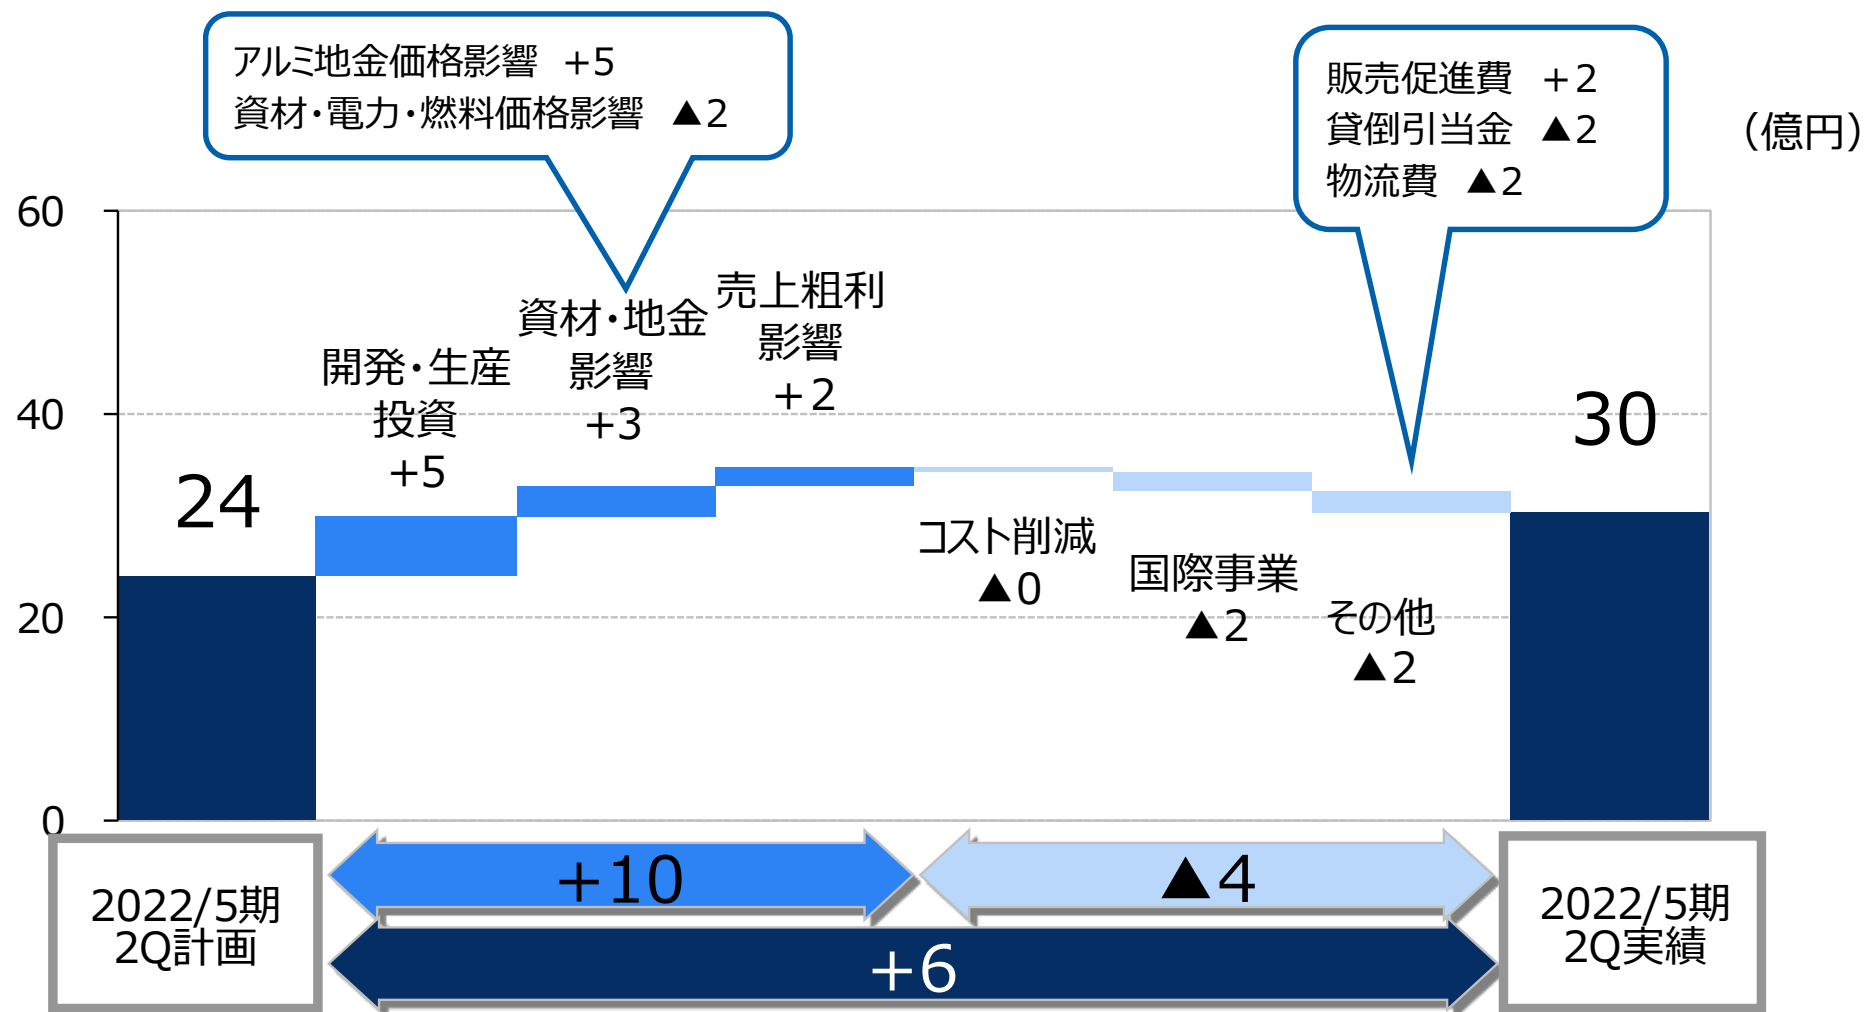 アルミ地金価格影響 +5
資材・電力・燃料価格影響 ▲2
販売促進費 +2
貸倒引当金 ▲2
物流費 ▲2
（億円）
60
40
20
0
24
開発・生産
投資
+5
資材・地金
影響
+3
売上粗利
影響
+2
コスト削減
▲0
国際事業
▲2
その他
▲2
30
+10
▲4
+6
2022/5期
2Q計画
2022/5期
2Q実績